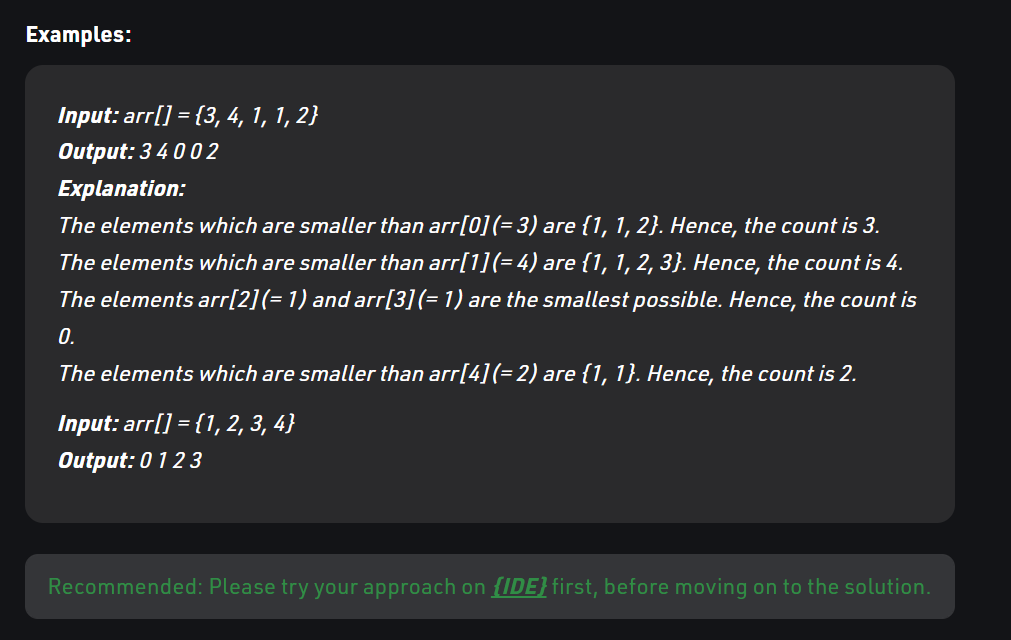 Examples:
Input: arr[] = {3, 4, 1, 1, 2}
Output: 3 4 0 0 2
Explanation:
The elements which are smaller than arr[0](= 3) are {1, 1, 2}. Hence, the count is 3.
The elements which are smaller than arr[1](= 4) are {1, 1, 2, 3}. Hence, the count is 4.
The elements arr[2](= 1) and arr[3](= 1) are the smallest possible. Hence, the count is
0.
The elements which are smaller than arr[4](= 2) are {1, 1}. Hence, the count is 2.
Input: arr[] = {1, 2, 3, 4}
Output: 0 1 2 3
Recommended: Please try your approach on {IDE} first, before moving on to the solution.